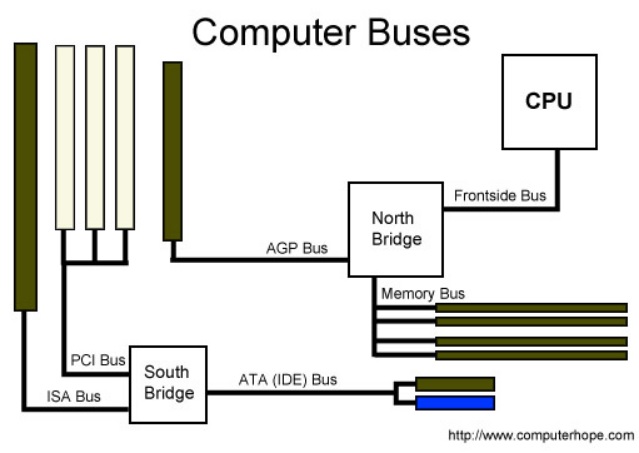 Computer Buses
CPU
Frontside Bus
North
Bridge
AGP Bus
Memory Bus
PCI Bus
South
Bridge
ATA (IDE) Bus
ISA Bus
http://www.computerhope.com